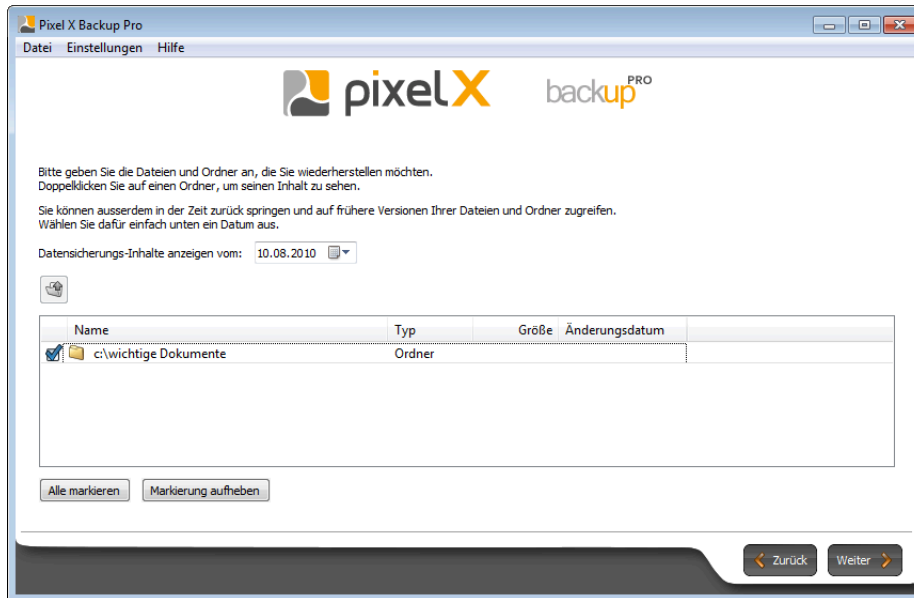 Pixel X Backup Pro
Datei Einstellungen Hilfe
pixelX backup PRO
Bitte geben Sie die Dateien und Ordner an, die Sie wiederherstellen möchten.
Doppelklicken Sie auf einen Ordner, um seinen Inhalt zu sehen.
Sie können ausserdem in der Zeit zurück springen und auf frühere Versionen Ihrer Dateien und Ordner zugreifen.
Wählen Sie dafür einfach unten ein Datum aus.
Datensicherungs-Inhalte anzeigen vom: 10.08.2010
Name Typ Größe Änderungsdatum
c:\wichtige Dokumente Ordner
Alle markieren Markierung aufheben
Zurück Weiter